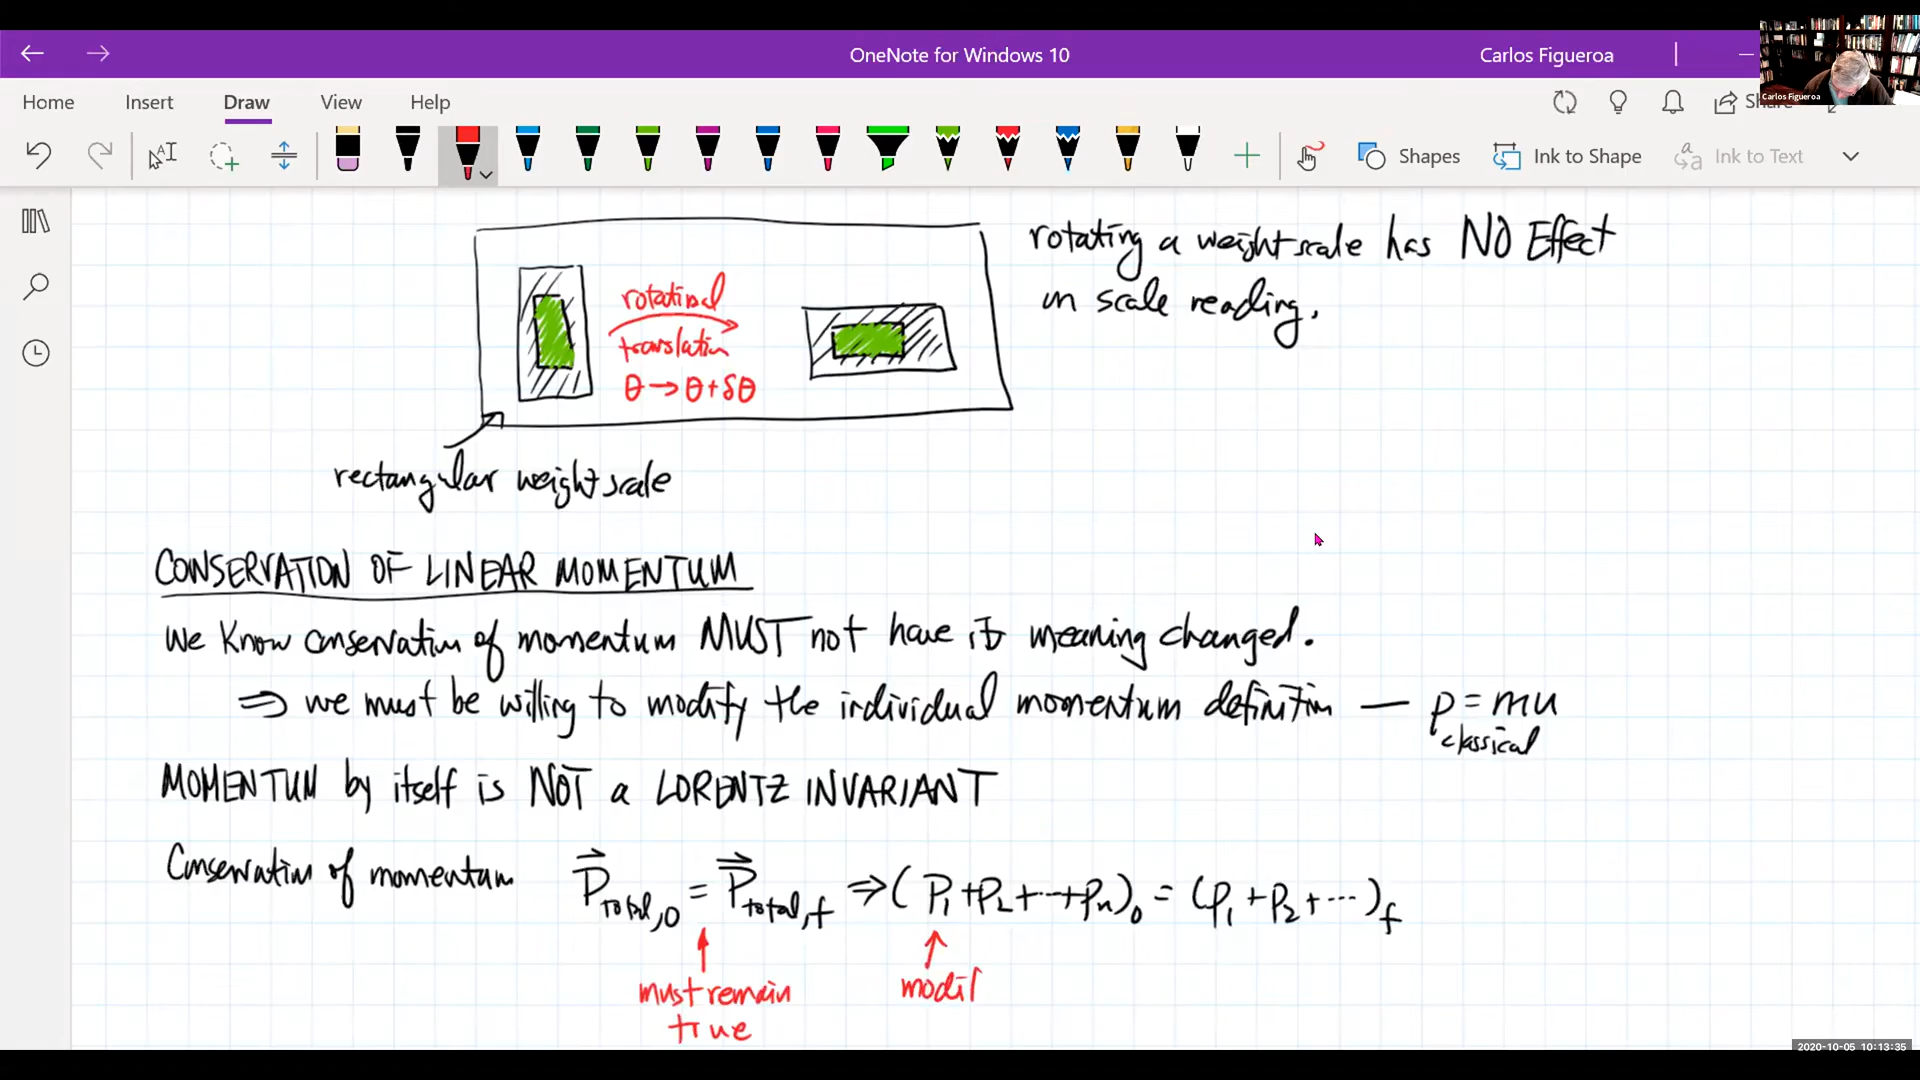 OneNote for Windows 10
Carlos Figueroa
Carlos Figueroa
Home Insert Draw View Help
Share
Shapes Ink to Shape Ink to Text
rotating a weight scale has NO Effect
on scale reading.
rotational
translation
θ → θ + δθ
rectangular weight scale
CONSERVATION OF LINEAR MOMENTUM
We know conservation of momentum MUST not have its meaning changed.
⇒ we must be willing to modify the individual momentum definition — p = mu
classical
MOMENTUM by itself is NOT a LORENTZ INVARIANT
Conservation of momentum P⃗total,0 = P⃗total,f ⇒ (p₁+p₂+⋯+pₙ)₀ = (p₁+p₂+⋯)f
must remain
true
modif
2020-10-05 10:13:35